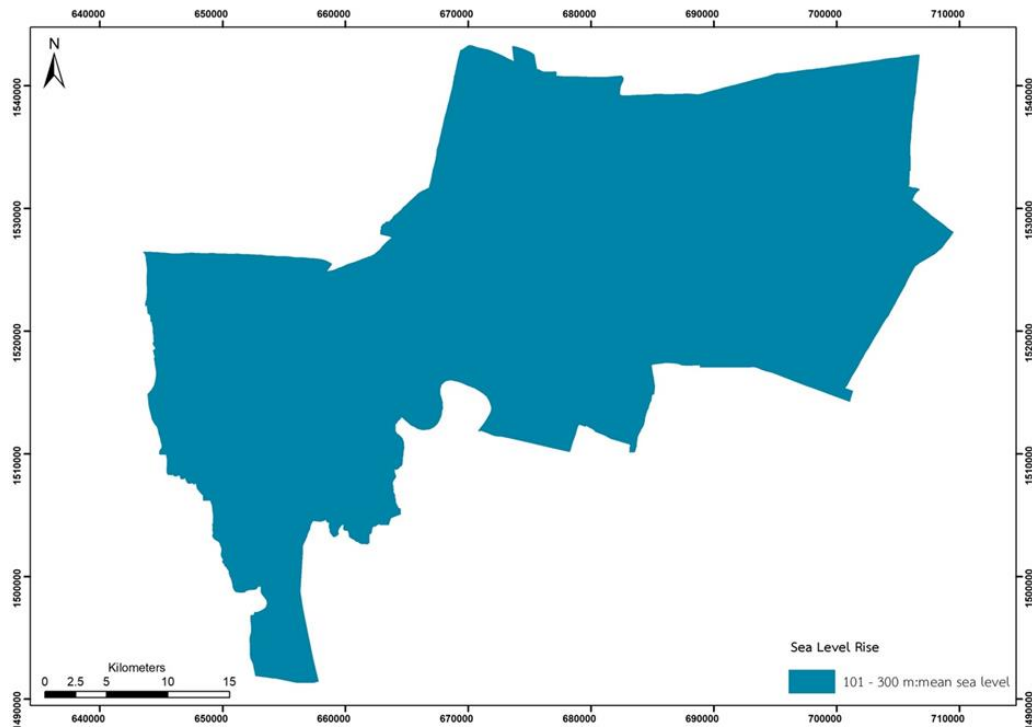 640000 650000 660000 670000 680000 690000 700000 710000
N
1540000 1540000
1530000 1530000
1520000 1520000
1510000 1510000
1500000 1500000
1490000 1490000
Kilometers
0 2.5 5 10 15
Sea Level Rise
101 - 300 m:mean sea level
640000 650000 660000 670000 680000 690000 700000 710000